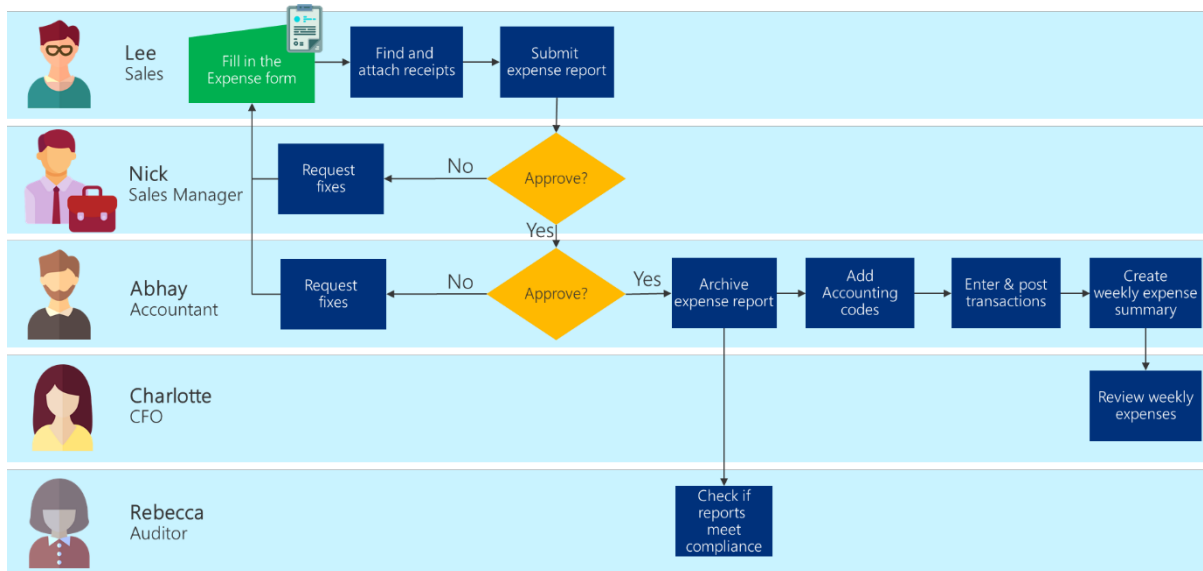 Lee
Sales
Fill in the
Expense form
Find and
attach receipts
Submit
expense report
Nick
Sales Manager
Request
fixes
No
Approve?
Yes
Abhay
Accountant
Request
fixes
No
Approve?
Yes
Archive
expense report
Add
Accounting
codes
Enter & post
transactions
Create
weekly expense
summary
Charlotte
CFO
Review weekly
expenses
Rebecca
Auditor
Check if
reports
meet
compliance